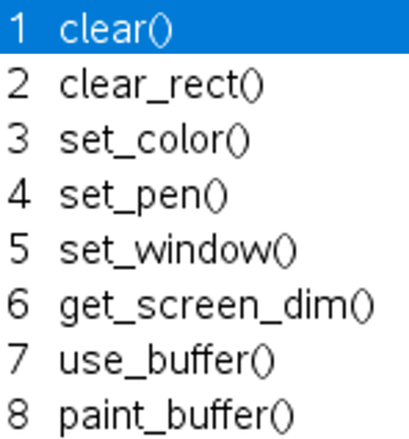 1 clear()
2 clear_rect()
3 set_color()
4 set_pen()
5 set_window()
6 get_screen_dim()
7 use_buffer()
8 paint_buffer()